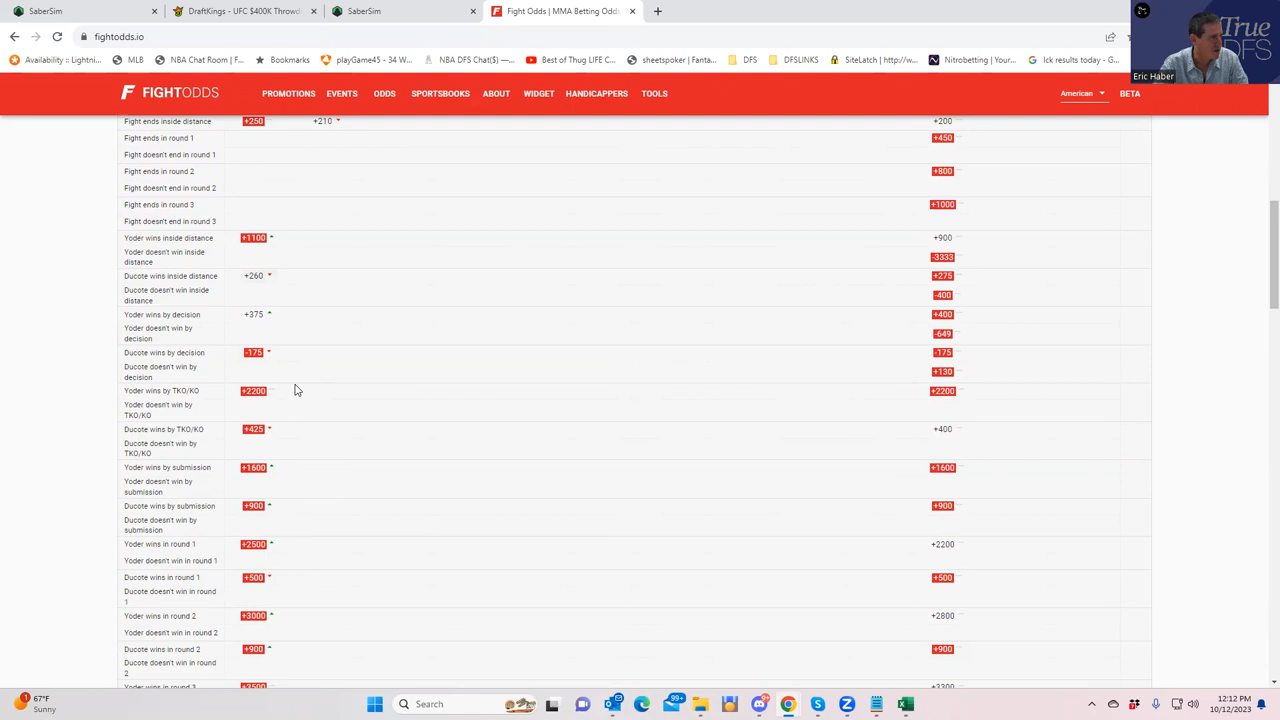 SaberSim
DraftKings - UFC $400K Throwd
SaberSim
Fight Odds | MMA Betting Odd
fightodds.io
Availability :: Lightni...
MLB
NBA Chat Room | F...
Bookmarks
playGame45 - 34 W...
NBA DFS Chat($) —...
Best of Thug LIFE C...
sheetspoker | Fanta...
DFS
DFSLINKS
SiteLatch | http://w...
Nitrobetting | Your...
Ick results today - G...
True
DFS
Eric Haber
FIGHTODDS
PROMOTIONS
EVENTS
ODDS
SPORTSBOOKS
ABOUT
WIDGET
HANDICAPPERS
TOOLS
American
BETA
Fight ends inside distance +250 +210 +200
Fight ends in round 1 +450
Fight doesn't end in round 1
Fight ends in round 2 +800
Fight doesn't end in round 2
Fight ends in round 3 +1000
Fight doesn't end in round 3
Yoder wins inside distance +1100 +900
Yoder doesn't win inside
distance -3333
Ducote wins inside distance +260 +275
Ducote doesn't win inside
distance -400
Yoder wins by decision +375 +400
Yoder doesn't win by
decision -649
Ducote wins by decision -175 -175
Ducote doesn't win by
decision +130
Yoder wins by TKO/KO +2200 +2200
Yoder doesn't win by
TKO/KO
Ducote wins by TKO/KO +425 +400
Ducote doesn't win by
TKO/KO
Yoder wins by submission +1600 +1600
Yoder doesn't win by
submission
Ducote wins by submission +900 +900
Ducote doesn't win by
submission
Yoder wins in round 1 +2500 +2200
Yoder doesn't win in round 1
Ducote wins in round 1 +500 +500
Ducote doesn't win in round
1
Yoder wins in round 2 +3000 +2800
Yoder doesn't win in round 2
Ducote wins in round 2 +900 +900
Ducote doesn't win in round
2
Yoder wins in round 3 +3500 +3300
67°F
Sunny
Search
99+
12:12 PM
10/12/2023